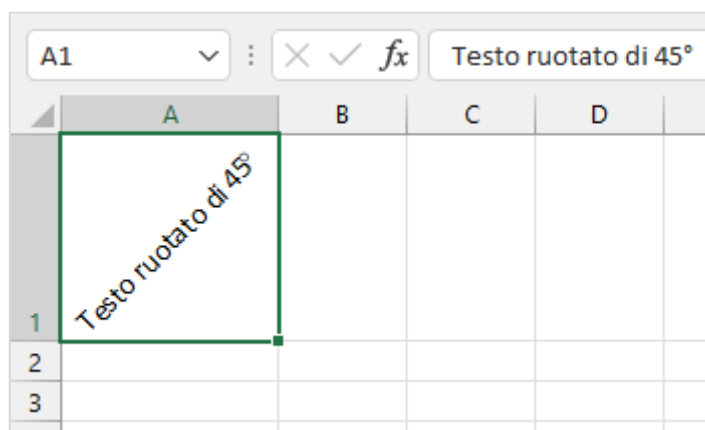 A1 fx Testo ruotato di 45°
A B C D
Testo ruotato di 45°
1
2
3